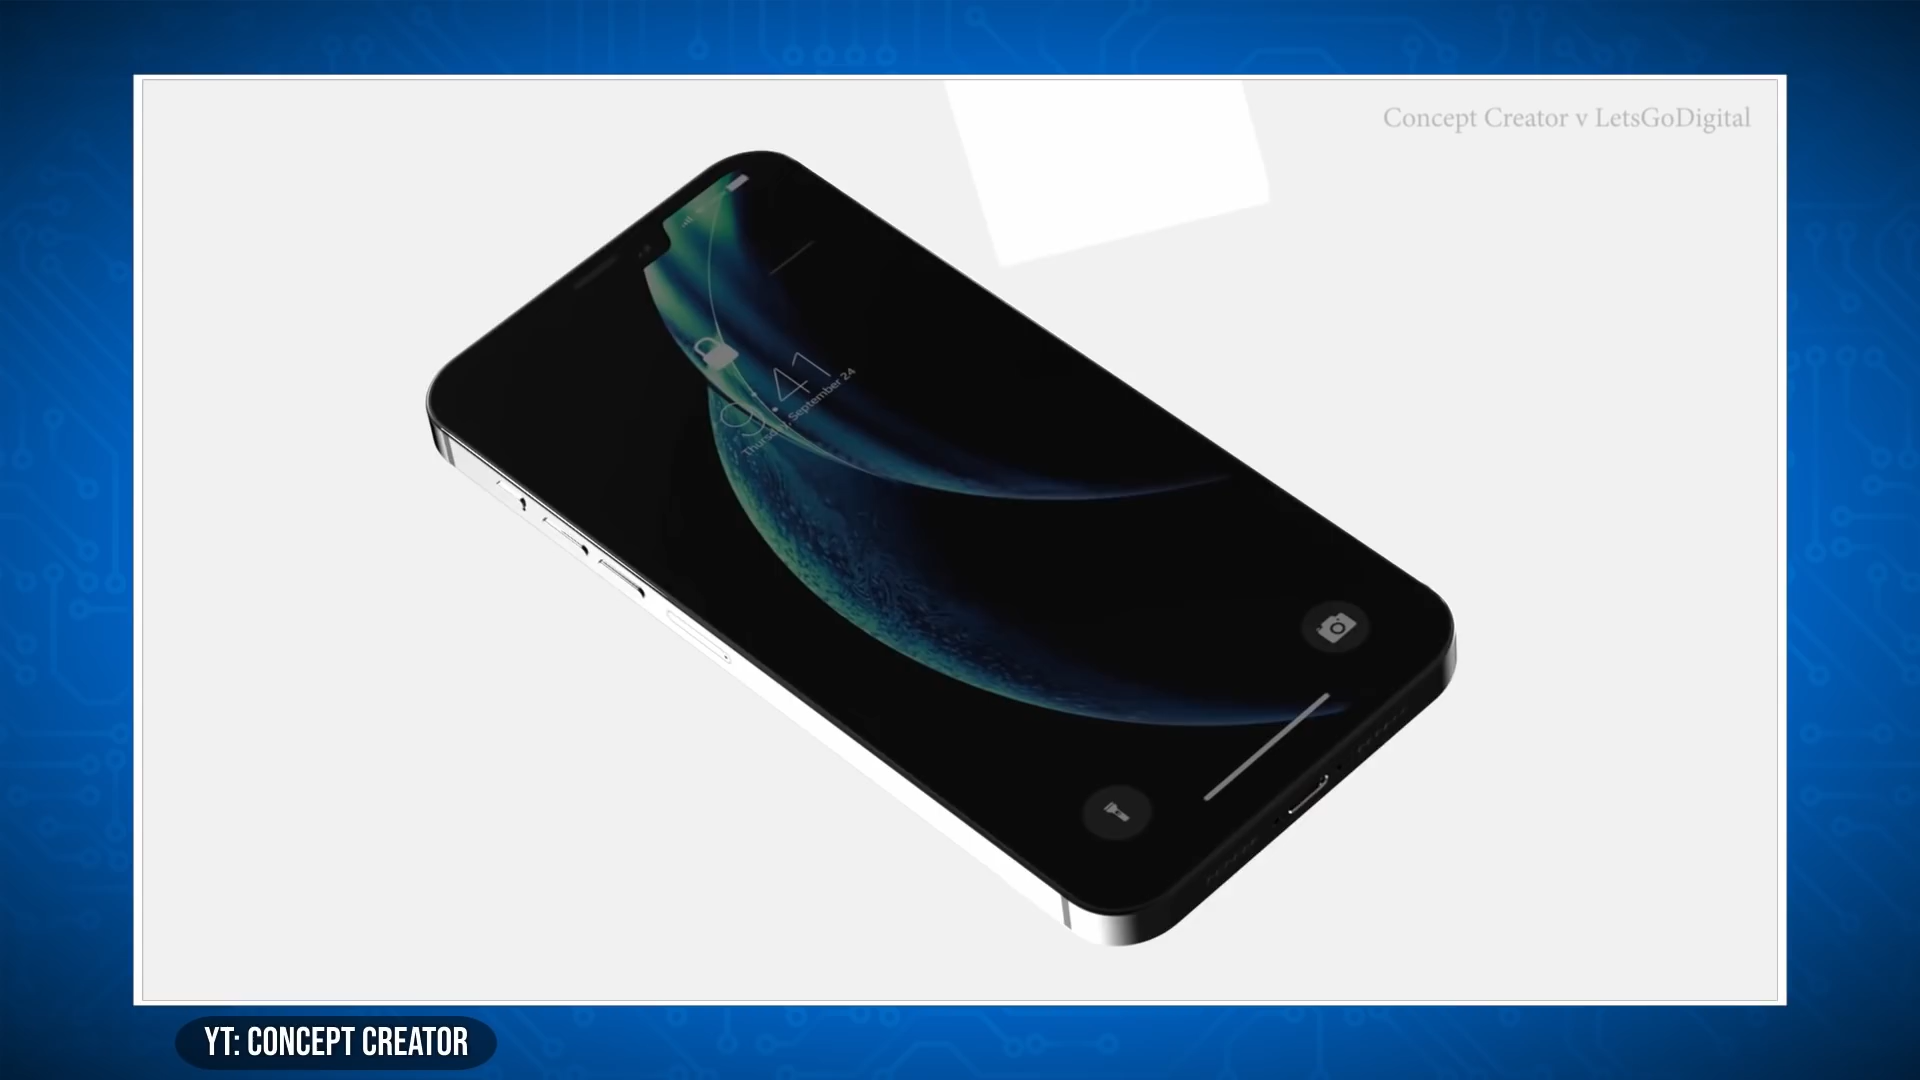 Concept Creator v LetsGoDigital
9:41
Thursday, September 24
YT: CONCEPT CREATOR